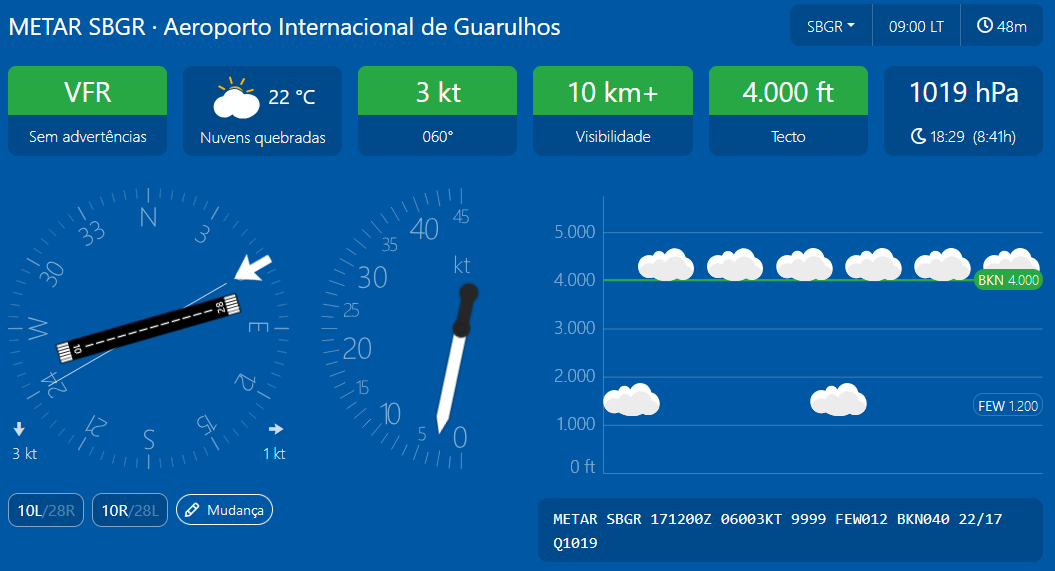 METAR SBGR · Aeroporto Internacional de Guarulhos
SBGR
09:00 LT
48m
VFR
Sem advertências
22 °C
Nuvens quebradas
3 kt
060°
10 km+
Visibilidade
4.000 ft
Tecto
1019 hPa
18:29 (8:41h)
N
3
E
12
15
S
21
24
W
30
33
10
28
3 kt
1 kt
45
40
35
kt
30
25
20
15
10
5
0
5.000
4.000
3.000
2.000
1.000
0 ft
BKN 4.000
FEW 1.200
10L/28R
10R/28L
Mudança
METAR SBGR 171200Z 06003KT 9999 FEW012 BKN040 22/17
Q1019